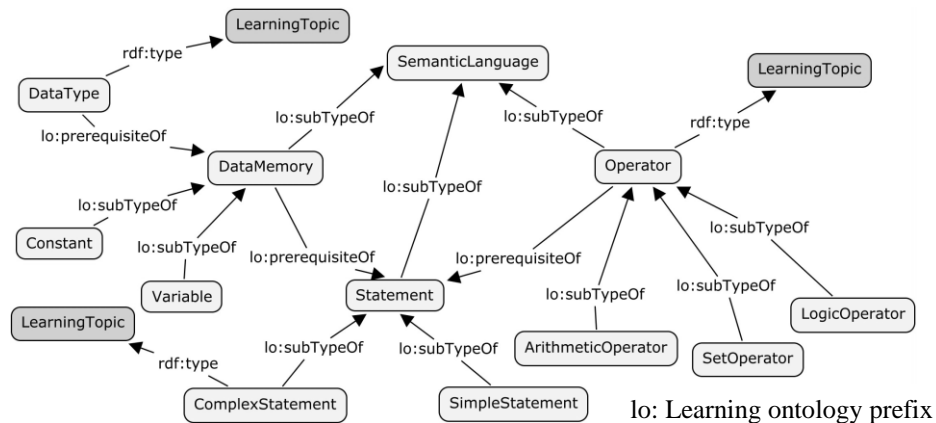 LearningTopic
rdf:type
SemanticLanguage
LearningTopic
DataType
lo:subTypeOf
lo:subTypeOf
rdf:type
lo:prerequisiteOf
DataMemory
Operator
lo:subTypeOf
lo:subTypeOf
Constant
lo:subTypeOf
lo:prerequisiteOf
lo:prerequisiteOf
lo:subTypeOf
Variable
Statement
lo:subTypeOf
lo:subTypeOf
LogicOperator
LearningTopic
lo:subTypeOf
lo:subTypeOf
ArithmeticOperator
SetOperator
rdf:type
ComplexStatement
SimpleStatement
lo: Learning ontology prefix